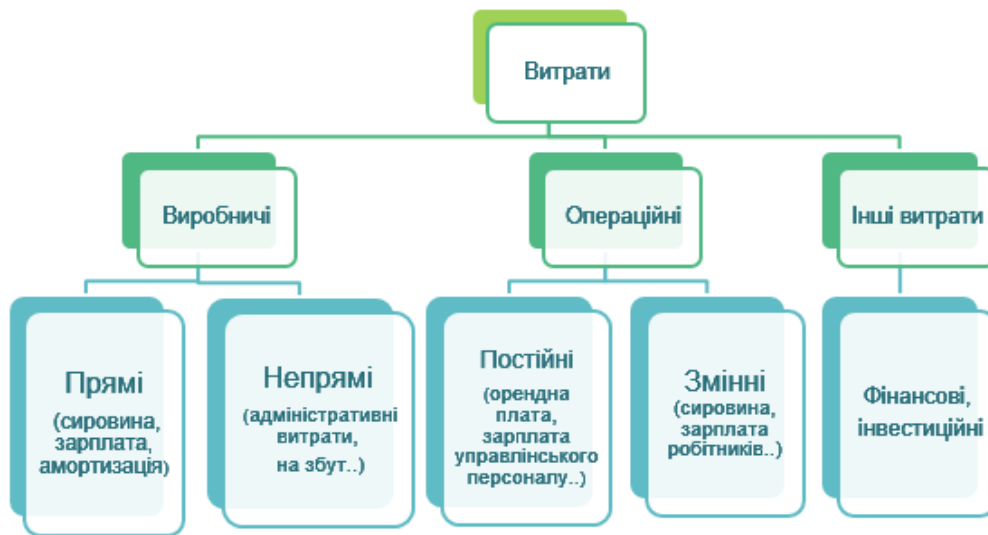 Витрати
Виробничі
Операційні
Інші витрати
Прямі
(сировина,
зарплата,
амортизація)
Непрямі
(адміністративні
витрати,
на збут..)
Постійні
(орендна
плата,
зарплата
управлінського
персоналу..)
Змінні
(сировина,
зарплата
робітників..)
Фінансові,
інвестиційні